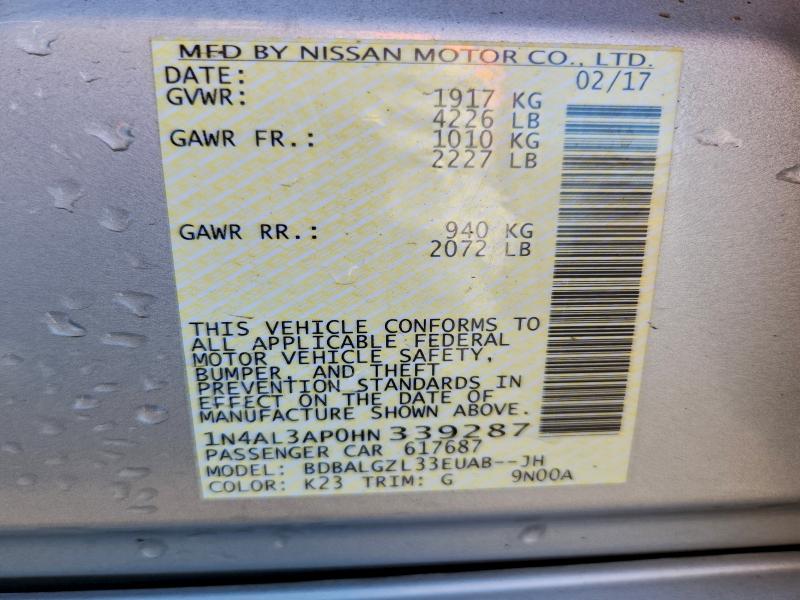 MFD BY NISSAN MOTOR CO., LTD.
DATE: 02/17
GVWR: 1917 KG
4226 LB
GAWR FR.: 1010 KG
2227 LB
GAWR RR.: 940 KG
2072 LB
THIS VEHICLE CONFORMS TO
ALL APPLICABLE FEDERAL
MOTOR VEHICLE SAFETY,
BUMPER, AND THEFT
PREVENTION STANDARDS IN
EFFECT ON THE DATE OF
MANUFACTURE SHOWN ABOVE.
1N4AL3AP0HN 339287
PASSENGER CAR 617687
MODEL: BDBALGZL33EUAB--JH
COLOR: K23 TRIM: G 9N00A